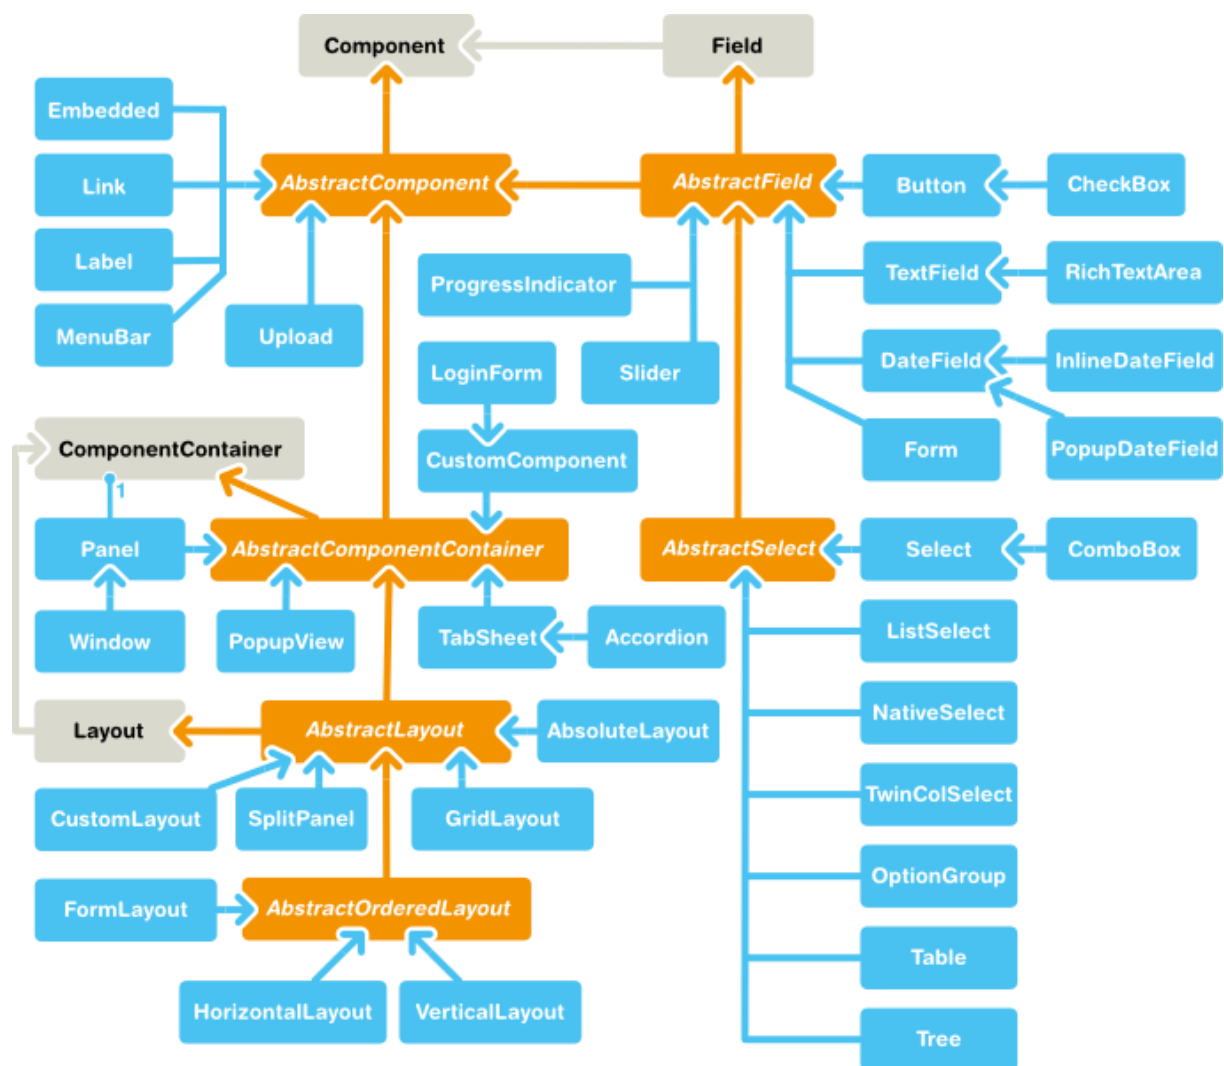 Component
Field
Embedded
Link
AbstractComponent
AbstractField
Button
CheckBox
Label
ProgressIndicator
TextField
RichTextArea
MenuBar
Upload
LoginForm
Slider
DateField
InlineDateField
ComponentContainer
CustomComponent
Form
PopupDateField
1
Panel
AbstractComponentContainer
AbstractSelect
Select
ComboBox
Window
PopupView
TabSheet
Accordion
ListSelect
Layout
AbstractLayout
AbsoluteLayout
NativeSelect
CustomLayout
SplitPanel
GridLayout
TwinColSelect
OptionGroup
FormLayout
AbstractOrderedLayout
Table
HorizontalLayout
VerticalLayout
Tree